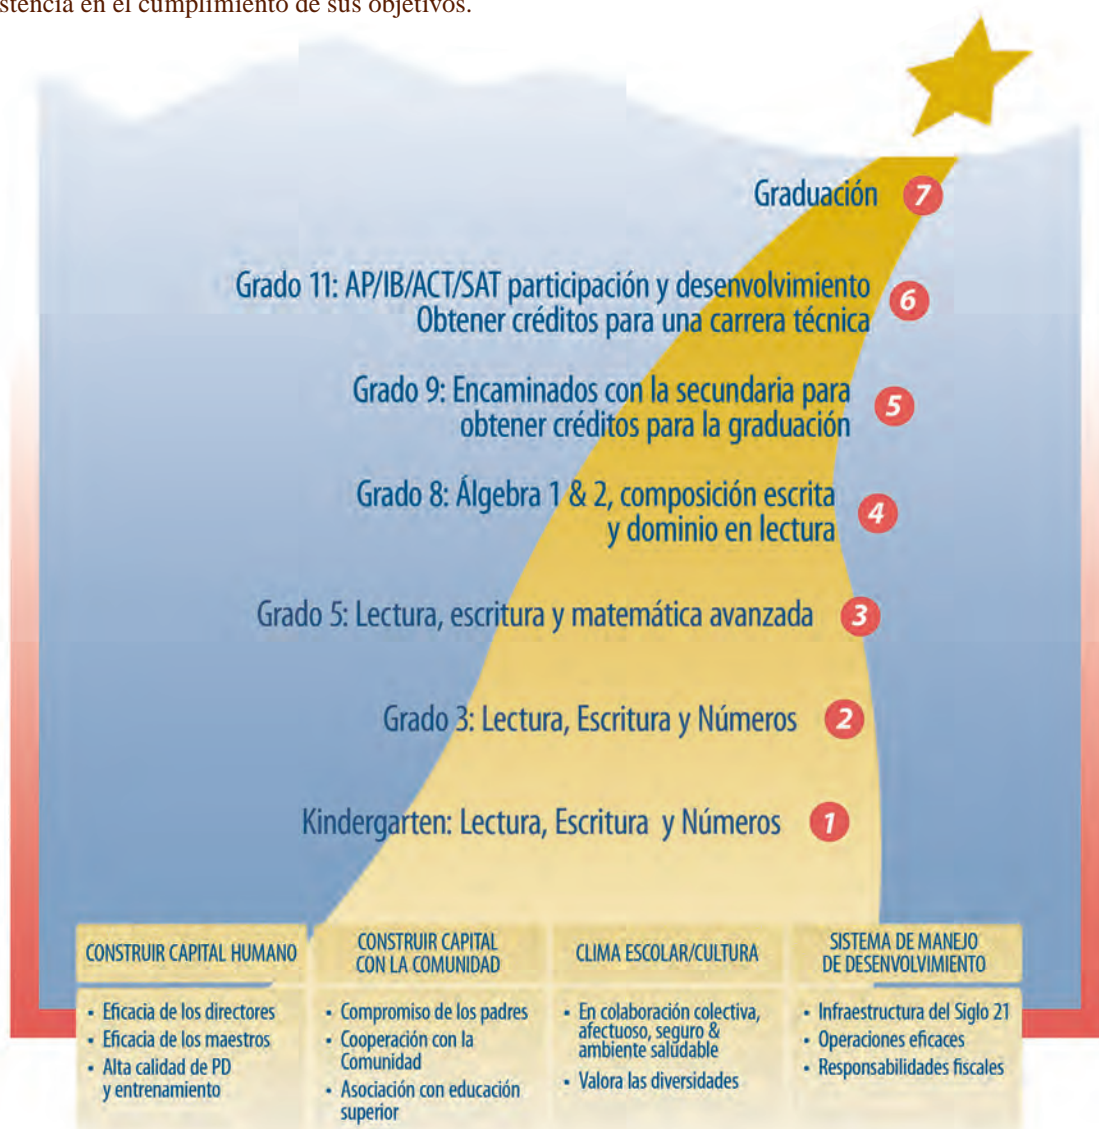 stencia en el cumplimiento de sus objetivos.
Graduación 7
Grado 11: AP/IB/ACT/SAT participación y desenvolvimiento
Obtener créditos para una carrera técnica 6
Grado 9: Encaminados con la secundaria para
obtener créditos para la graduación 5
Grado 8: Álgebra 1 & 2, composición escrita
y dominio en lectura 4
Grado 5: Lectura, escritura y matemática avanzada 3
Grado 3: Lectura, Escritura y Números 2
Kindergarten: Lectura, Escritura y Números 1
CONSTRUIR CAPITAL HUMANO
• Eficacia de los directores
• Eficacia de los maestros
• Alta calidad de PD
y entrenamiento
CONSTRUIR CAPITAL
CON LA COMUNIDAD
• Compromiso de los padres
• Cooperación con la
Comunidad
• Asociación con educación
superior
CLIMA ESCOLAR/CULTURA
• En colaboración colectiva,
afectuoso, seguro &
ambiente salúdable
• Valora las diversidades
SISTEMA DE MANEJO
DE DESENVOLVIMIENTO
• Infraestructura del Siglo 21
• Operaciones eficaces
• Responsabilidades fiscales